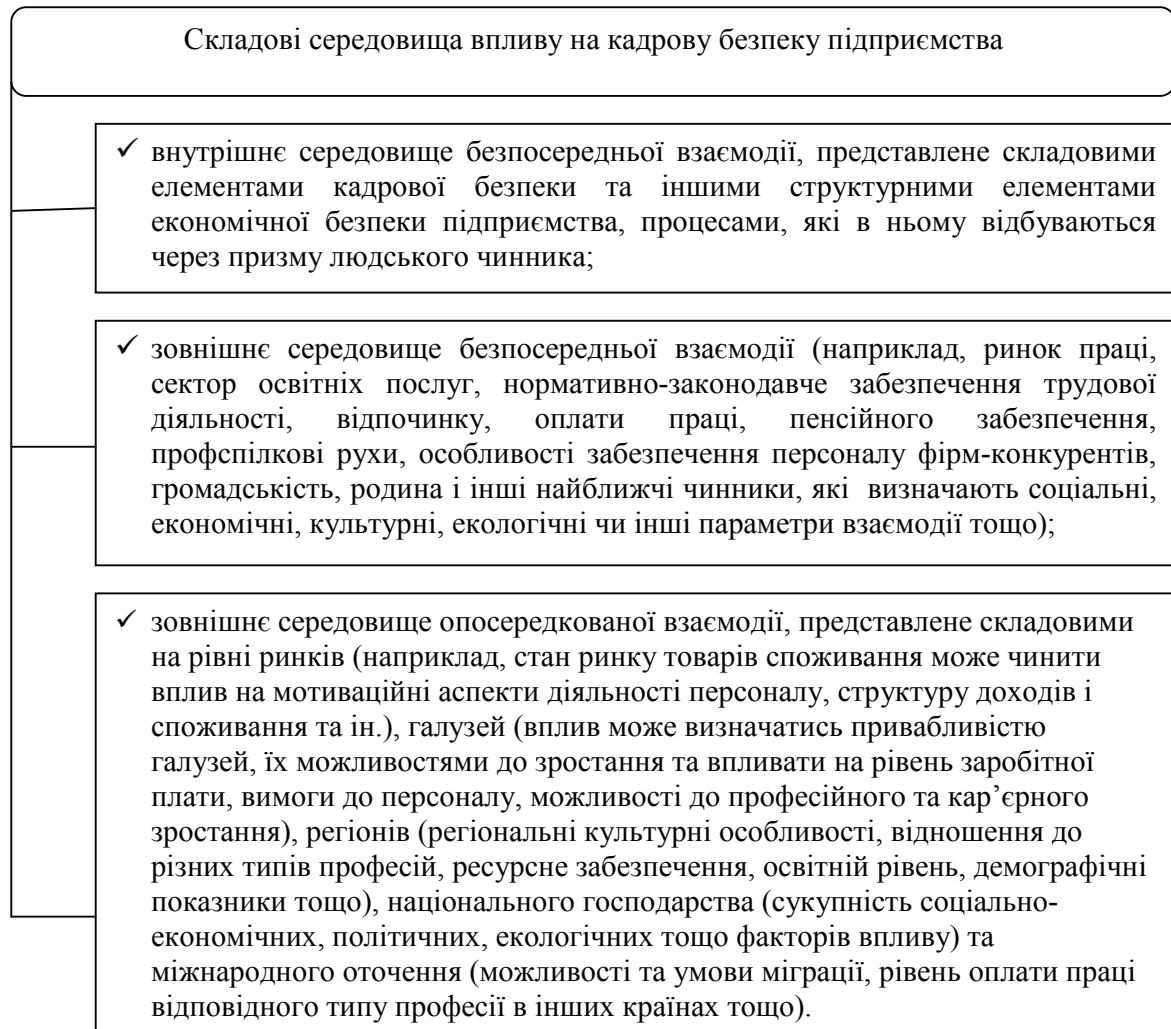 Складові середовища впливу на кадрову безпеку підприємства
✓ внутрішнє середовище безпосередньої взаємодії, представлене складовими
елементами кадрової безпеки та іншими структурними елементами
економічної безпеки підприємства, процесами, які в ньому відбуваються
через призму людського чинника;
✓ зовнішнє середовище безпосередньої взаємодії (наприклад, ринок праці,
сектор освітніх послуг, нормативно-законодавче забезпечення трудової
діяльності, відпочинку, оплати праці, пенсійного забезпечення,
профспілкові рухи, особливості забезпечення персоналу фірм-конкурентів,
громадськість, родина і інші найближчі чинники, які визначають соціальні,
економічні, культурні, екологічні чи інші параметри взаємодії тощо);
✓ зовнішнє середовище опосередкованої взаємодії, представлене складовими
на рівні ринків (наприклад, стан ринку товарів споживання може чинити
вплив на мотиваційні аспекти діяльності персоналу, структуру доходів і
споживання та ін.), галузей (вплив може визначатись привабливістю
галузей, їх можливостями до зростання та впливати на рівень заробітної
плати, вимоги до персоналу, можливості до професійного та кар’єрного
зростання), регіонів (регіональні культурні особливості, відношення до
різних типів професій, ресурсне забезпечення, освітній рівень, демографічні
показники тощо), національного господарства (сукупність соціально-
економічних, політичних, екологічних тощо факторів впливу) та
міжнародного оточення (можливості та умови міграції, рівень оплати праці
відповідного типу професії в інших країнах тощо).